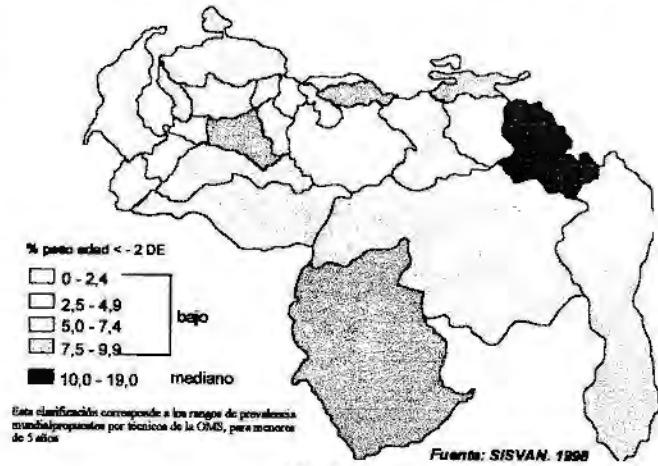 % peso edad < - 2 DE
0 - 2,4
2,5 - 4,9
5,0 - 7,4
7,5 - 9,9
bajo
10,0 - 19,0 mediano
Esta clarificación corresponde a los rangos de prevalencia
mundial propuestos por técnicos de la OMS, para menores
de 5 años
Fuente: SISVAN. 1998